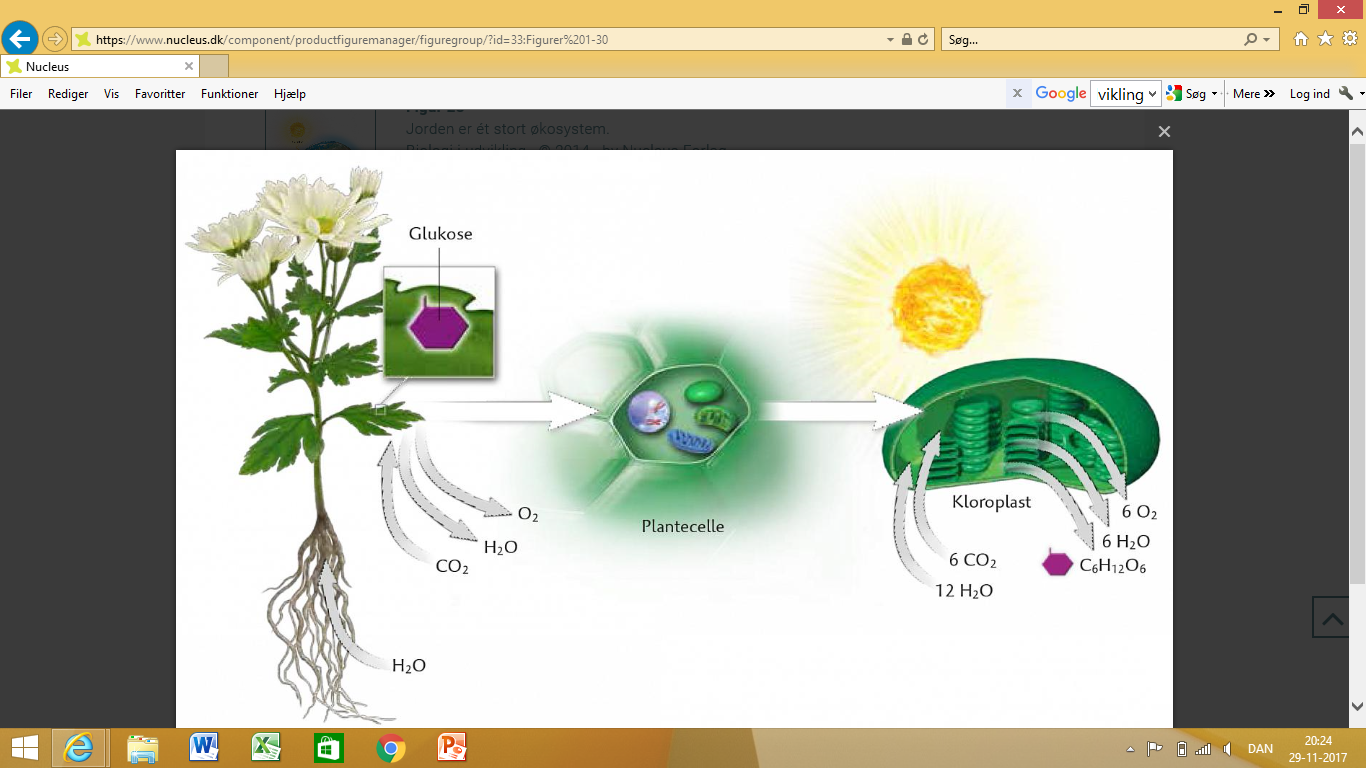 https://www.nucleus.dk/component/productfiguremanager/figuregroup/?id=33:Figurer%201-30
Søg...
Nucleus
Filer Rediger Vis Favoritter Funktioner Hjælp
Google vikling Søg Mere Log ind
Jorden er ét stort økosystem.
Glukose
O₂
H₂O
CO₂
H₂O
Plantecelle
Kloroplast
6 O₂
6 H₂O
C₆H₁₂O₆
6 CO₂
12 H₂O
DAN
20:24
29-11-2017